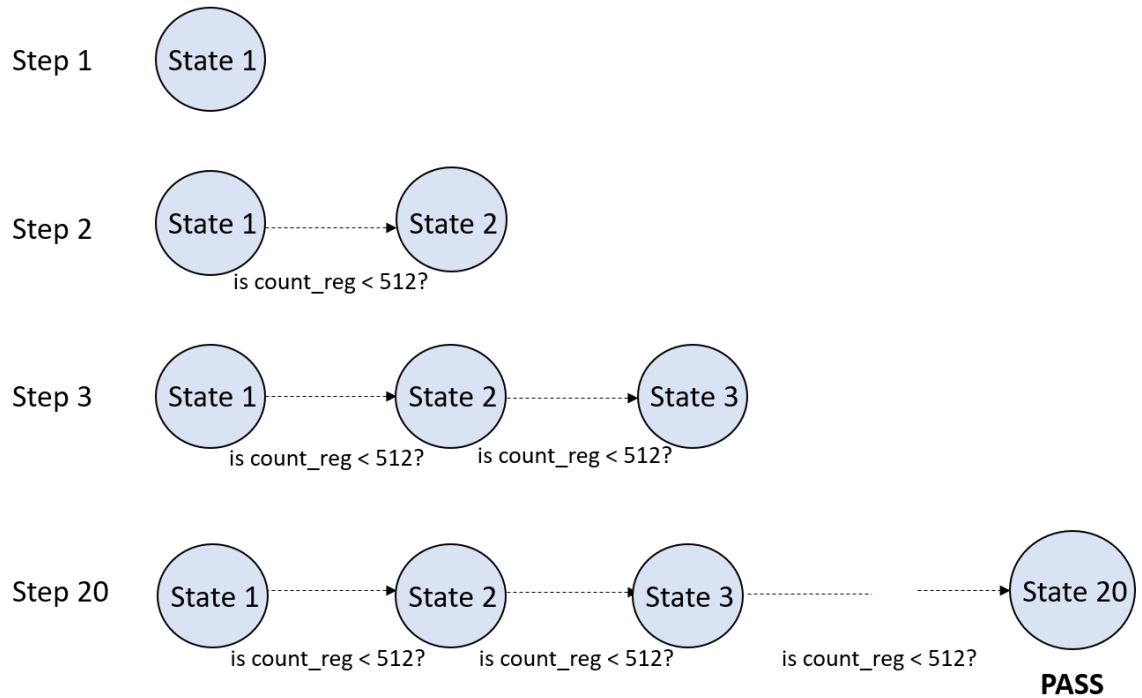 Step 1
State 1
Step 2
State 1
State 2
is count_reg < 512?
Step 3
State 1
State 2
State 3
is count_reg < 512?
is count_reg < 512?
Step 20
State 1
State 2
State 3
State 20
is count_reg < 512?
is count_reg < 512?
is count_reg < 512?
PASS